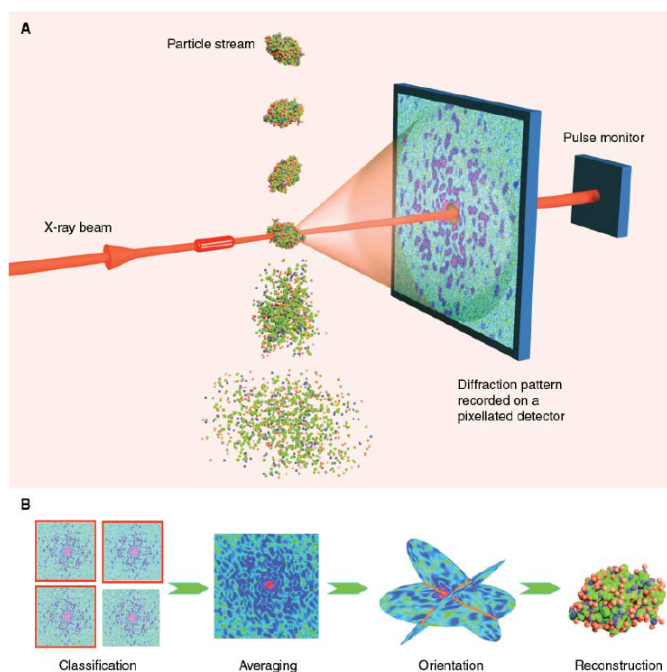 A
Particle stream
Pulse monitor
X-ray beam
Diffraction pattern
recorded on a
pixellated detector
B
Classification
Averaging
Orientation
Reconstruction